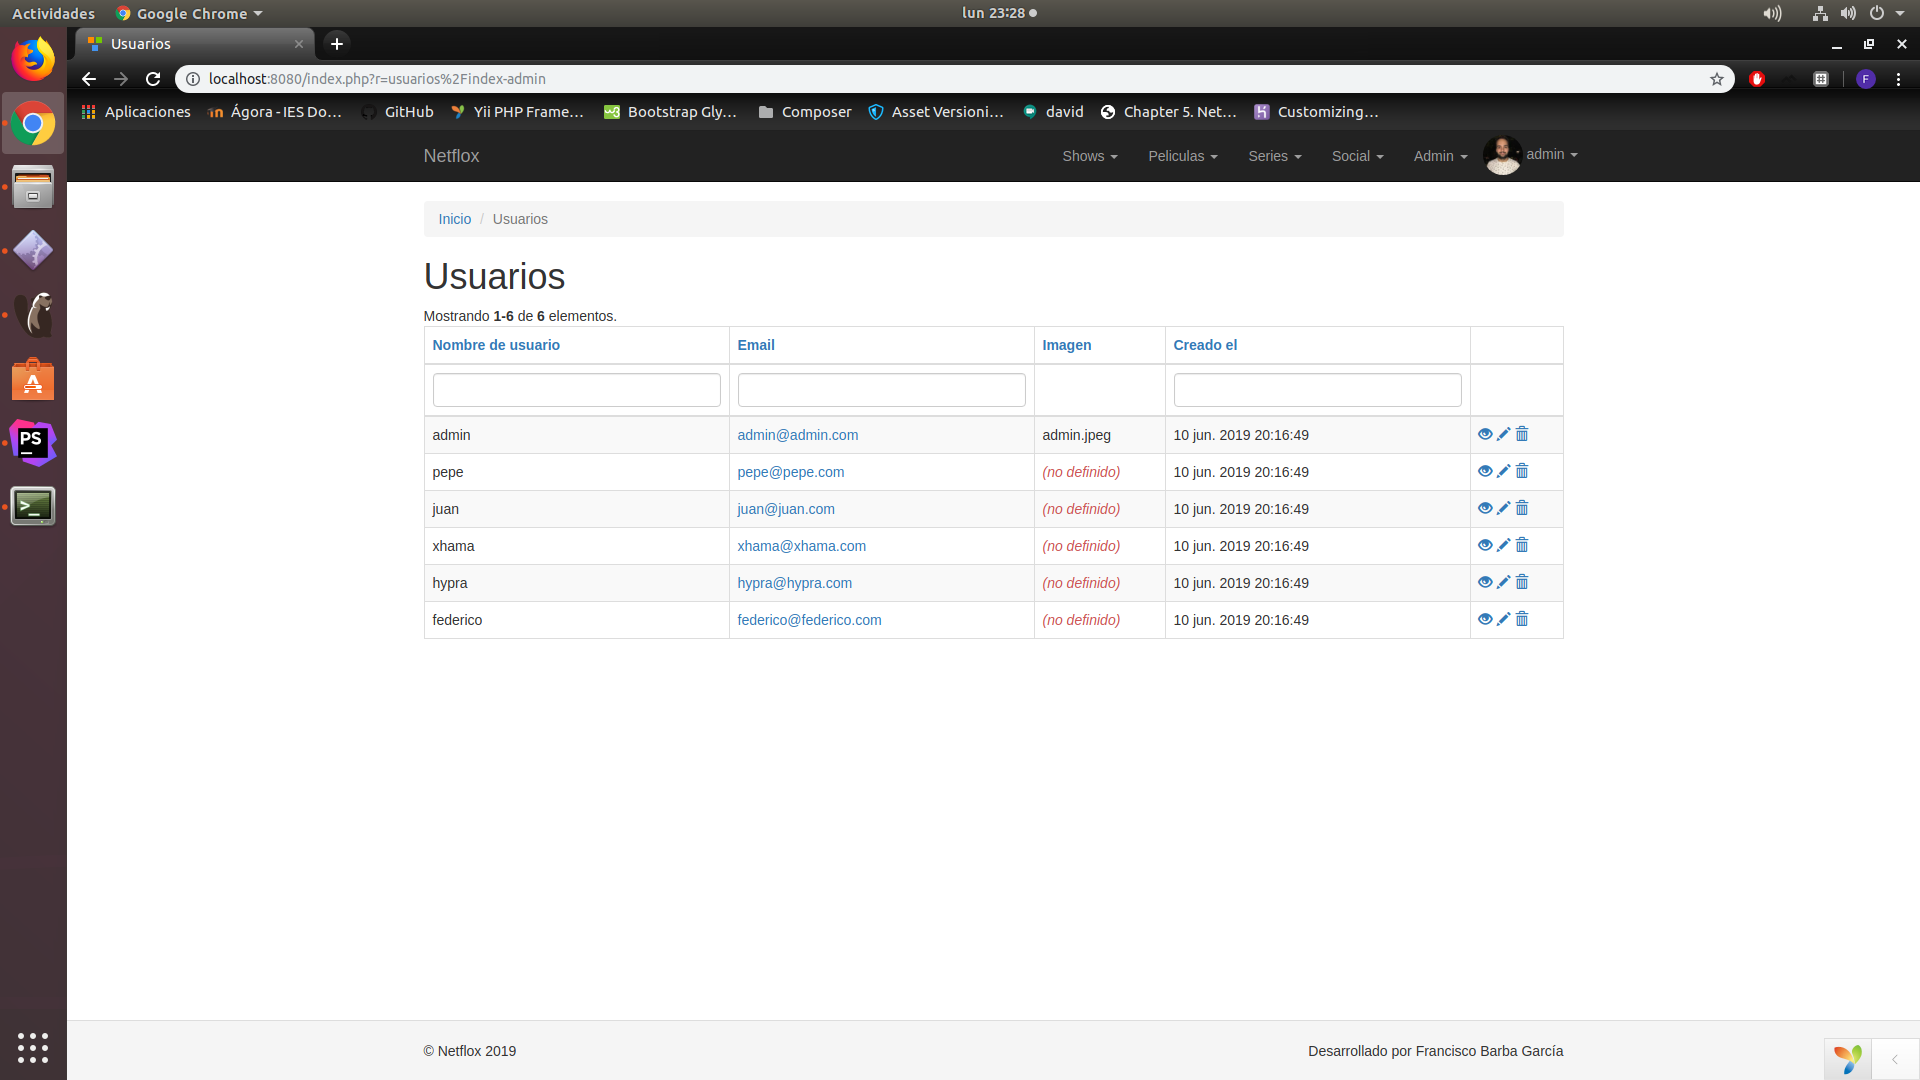 Actividades Google Chrome lun 23:28
Usuarios
localhost:8080/index.php?r=usuarios%2Findex-admin F
Aplicaciones Ágora - IES Do... GitHub Yii PHP Frame... Bootstrap Gly... Composer Asset Versioni... david Chapter 5. Net... Customizing...
Netflox Shows Peliculas Series Social Admin admin
Inicio / Usuarios
Usuarios
Mostrando 1-6 de 6 elementos.
Nombre de usuario Email Imagen Creado el
admin admin@admin.com admin.jpeg 10 jun. 2019 20:16:49
pepe pepe@pepe.com (no definido) 10 jun. 2019 20:16:49
juan juan@juan.com (no definido) 10 jun. 2019 20:16:49
xhama xhama@xhama.com (no definido) 10 jun. 2019 20:16:49
hypra hypra@hypra.com (no definido) 10 jun. 2019 20:16:49
federico federico@federico.com (no definido) 10 jun. 2019 20:16:49
PS
© Netflox 2019 Desarrollado por Francisco Barba García